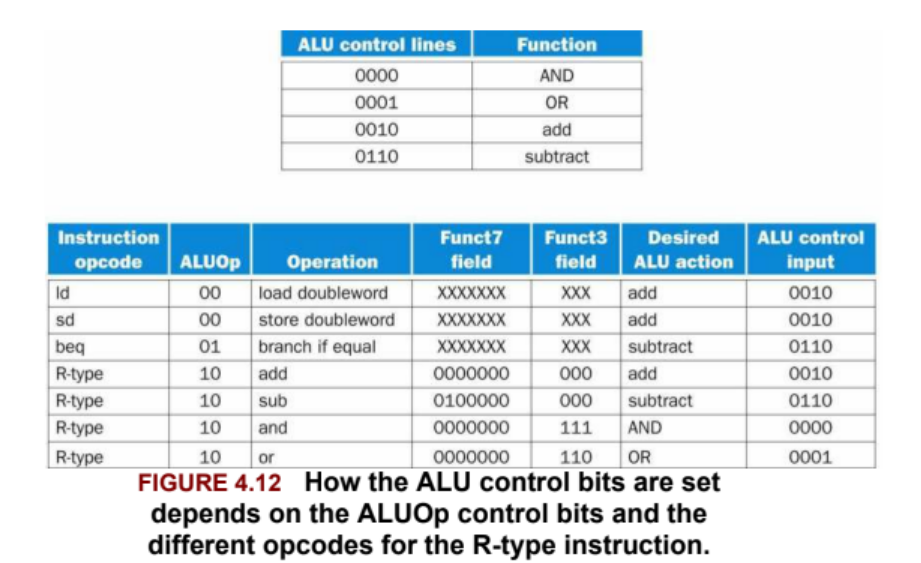 ALU control lines Function
0000 AND
0001 OR
0010 add
0110 subtract
Instruction opcode ALUOp Operation Funct7 field Funct3 field Desired ALU action ALU control input
ld 00 load doubleword XXXXXXX XXX add 0010
sd 00 store doubleword XXXXXXX XXX add 0010
beq 01 branch if equal XXXXXXX XXX subtract 0110
R-type 10 add 0000000 000 add 0010
R-type 10 sub 0100000 000 subtract 0110
R-type 10 and 0000000 111 AND 0000
R-type 10 or 0000000 110 OR 0001
FIGURE 4.12 How the ALU control bits are set
depends on the ALUOp control bits and the
different opcodes for the R-type instruction.